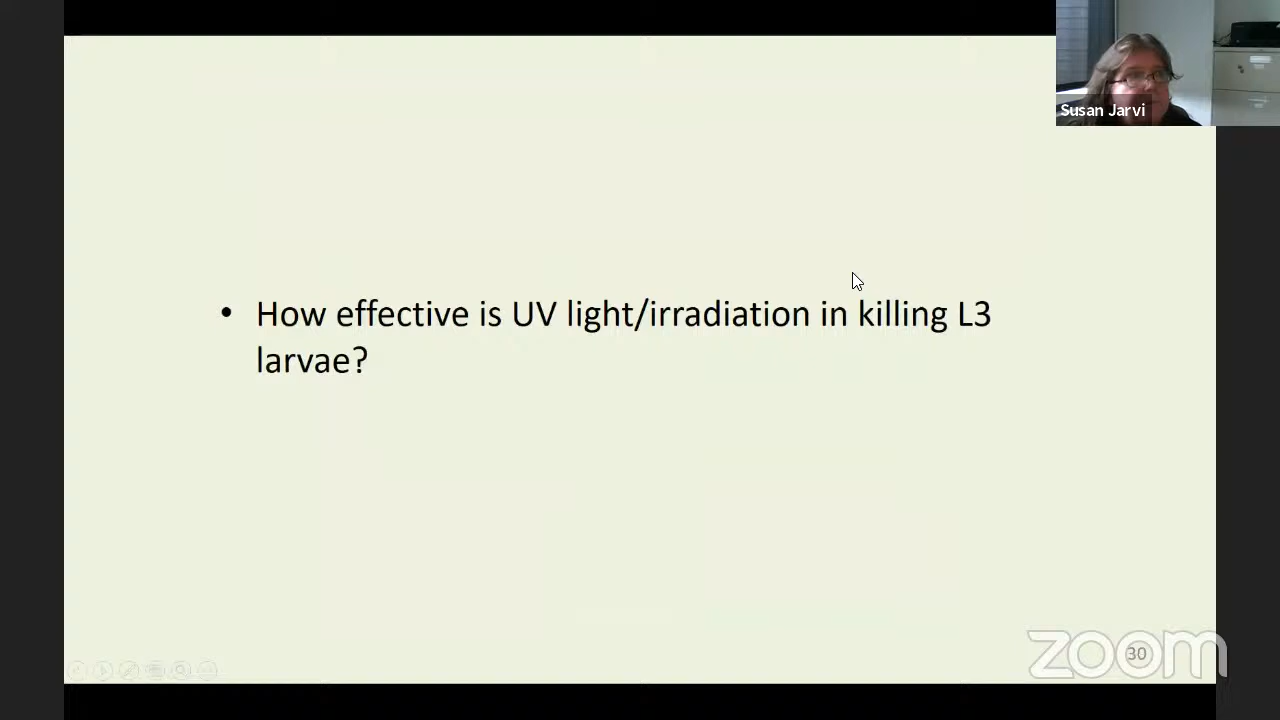 Susan Jarvi
• How effective is UV light/irradiation in killing L3
larvae?
zoom
30